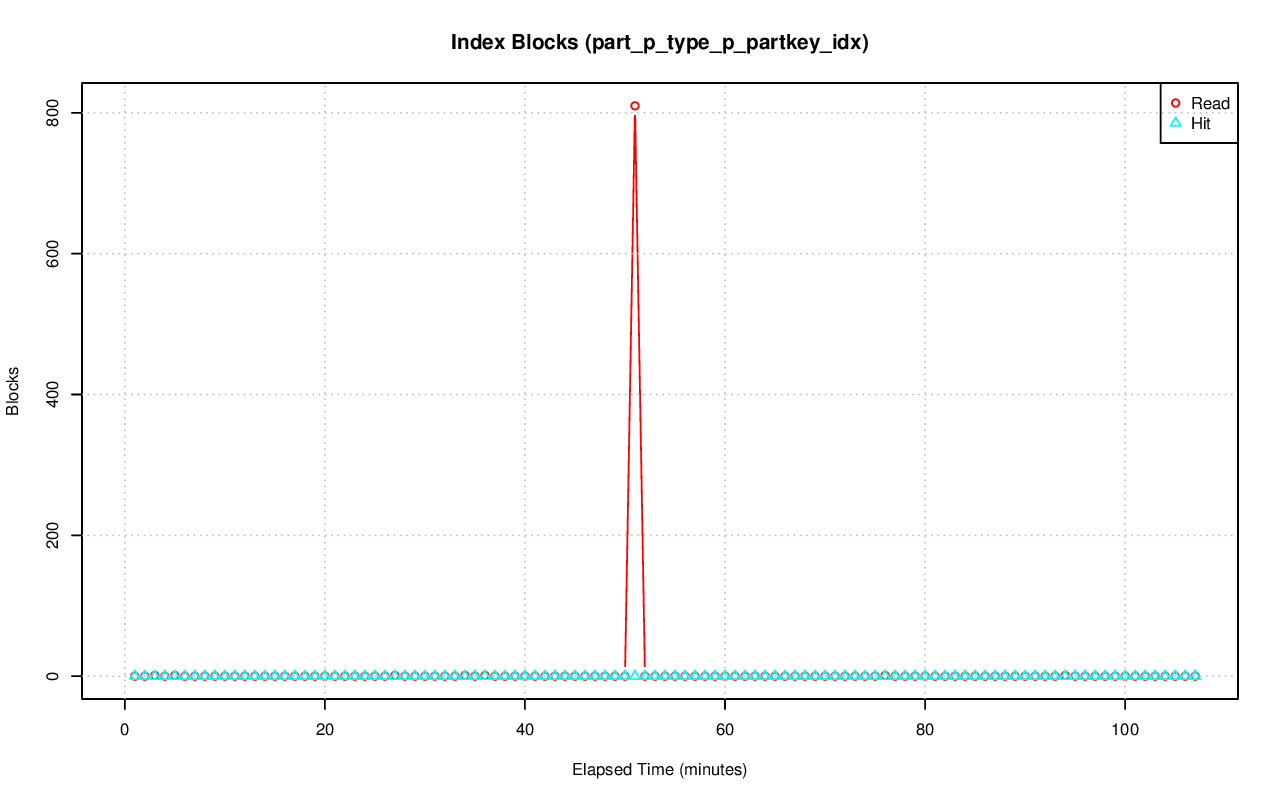 Index Blocks (part_p_type_p_partkey_idx)
Read
Hit
800
600
400
200
0
Blocks
0 20 40 60 80 100
Elapsed Time (minutes)